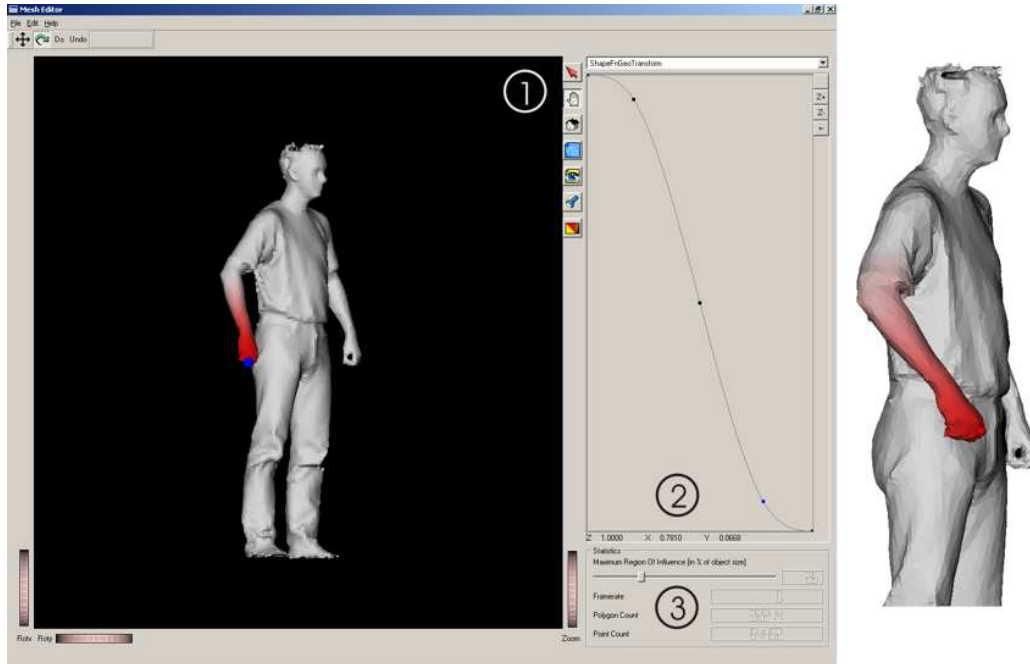 Mesh Editor
File Edit Help
Do Undo
1
ShapeFnGeoTransform
Z+
Z-
2
Z 1.0000 X 0.7810 Y 0.0668
Statistics
Maximum Region Of Influence (in % of object size)
Framerate
3
Polygon Count
Point Count
Rotx Roty
Zoom